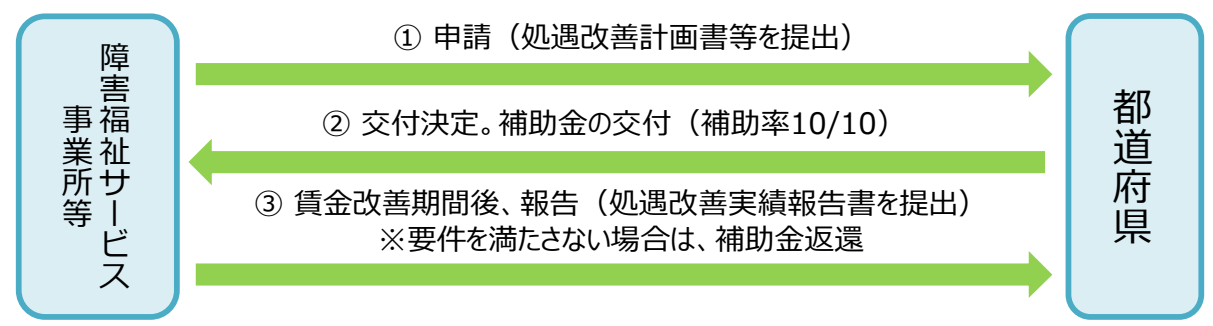 障害福祉サービス
事業所等
① 申請（処遇改善計画書等を提出）
② 交付決定。補助金の交付（補助率10/10）
③ 賃金改善期間後、報告（処遇改善実績報告書を提出）
※要件を満たさない場合は、補助金返還
都道府県